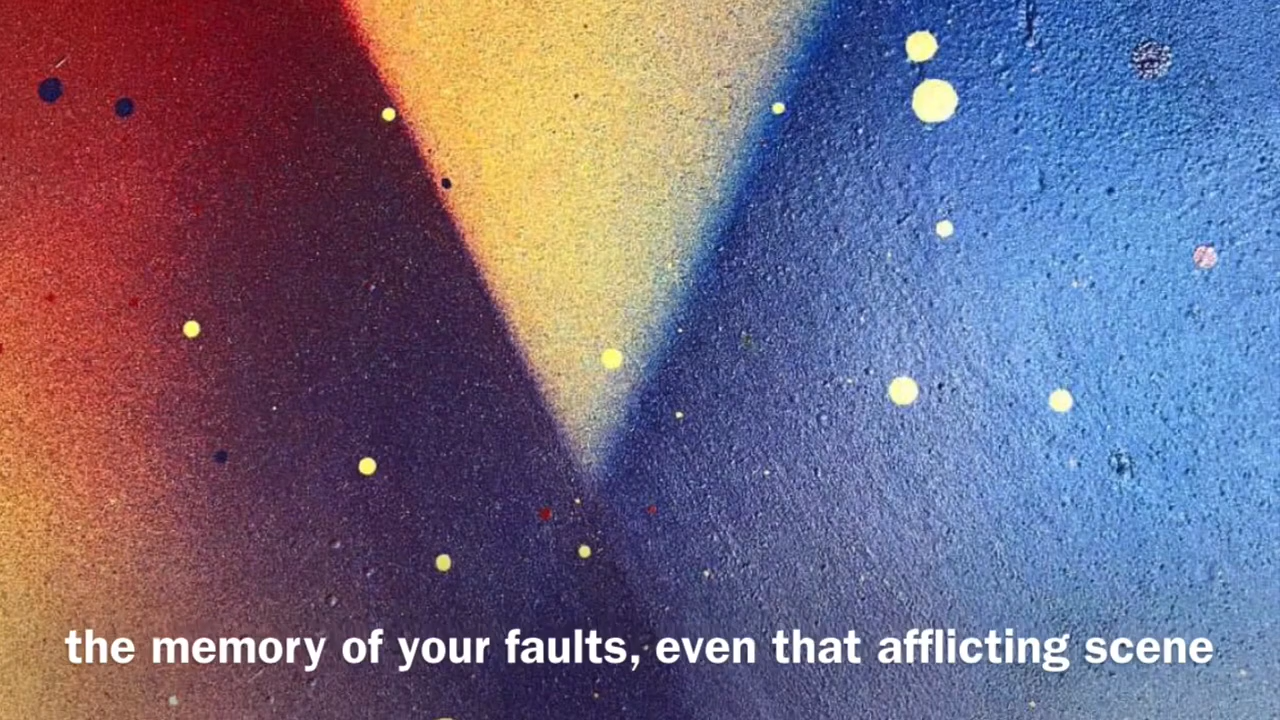 the memory of your faults, even that afflicting scene